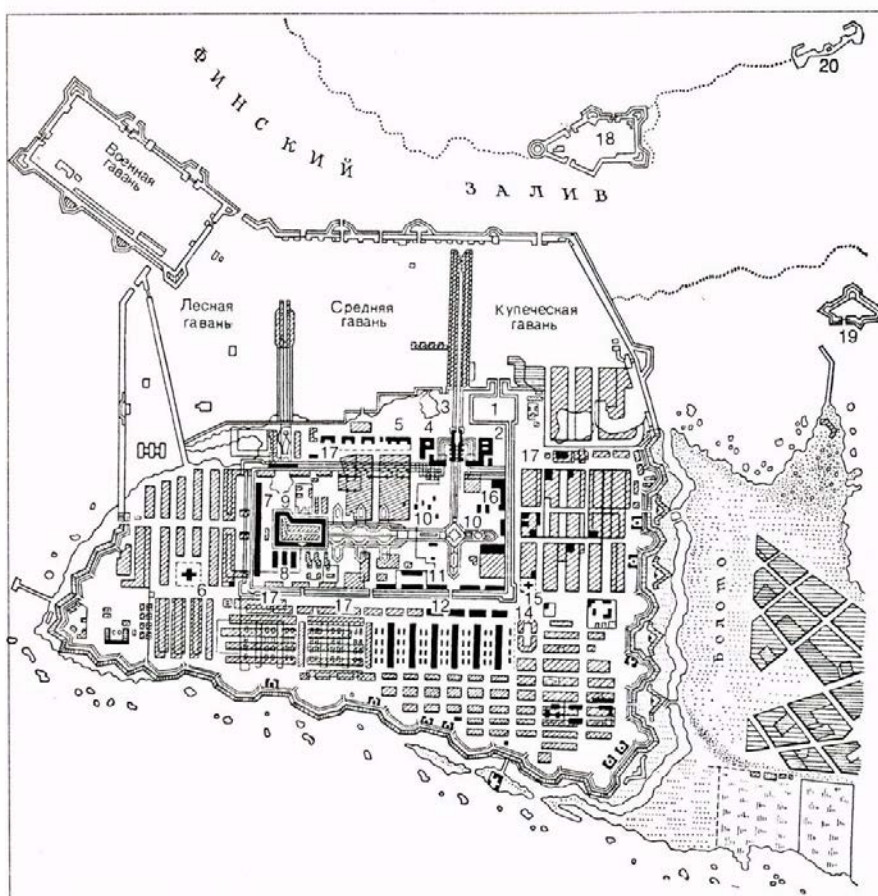 ФИНСКИЙ
ЗАЛИВ
20
18
19
Военная
гавань
Лесная
гавань
Средняя
гавань
Купеческая
гавань
3
1
4
5
2
17
17
7
9
16
10
10
8
11
6
17
17
12
15
14
Болото